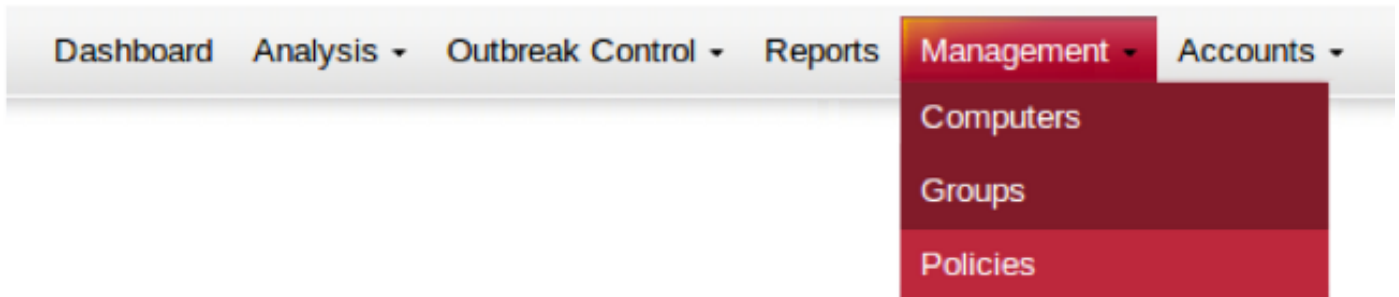 Dashboard Analysis Outbreak Control Reports Management Accounts
Computers
Groups
Policies